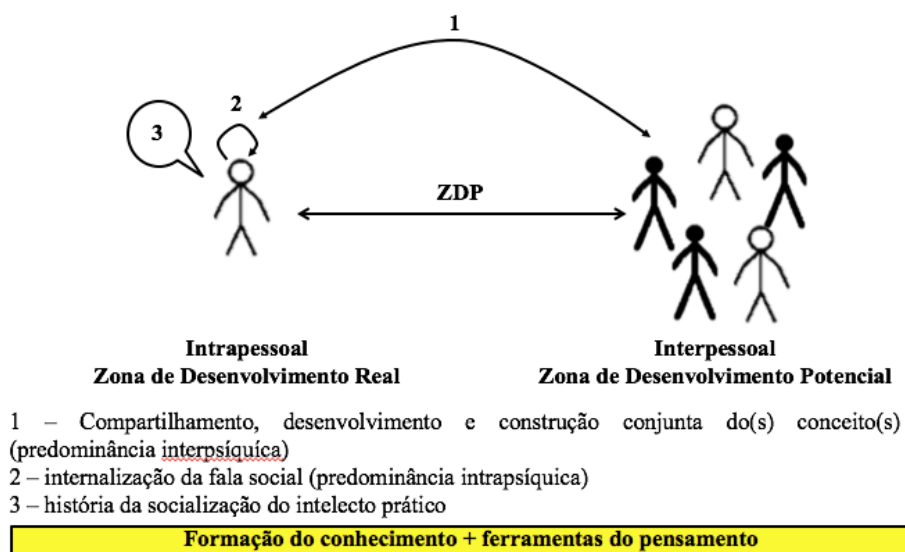 1
2
3
ZDP
Intrapessoal
Zona de Desenvolvimento Real
Interpessoal
Zona de Desenvolvimento Potencial
1 – Compartilhamento, desenvolvimento e construção conjunta do(s) conceito(s)
(predominância interpsíquíca)
2 – internalização da fala social (predominância intrapsíquica)
3 – história da socialização do intelecto prático
Formação do conhecimento + ferramentas do pensamento